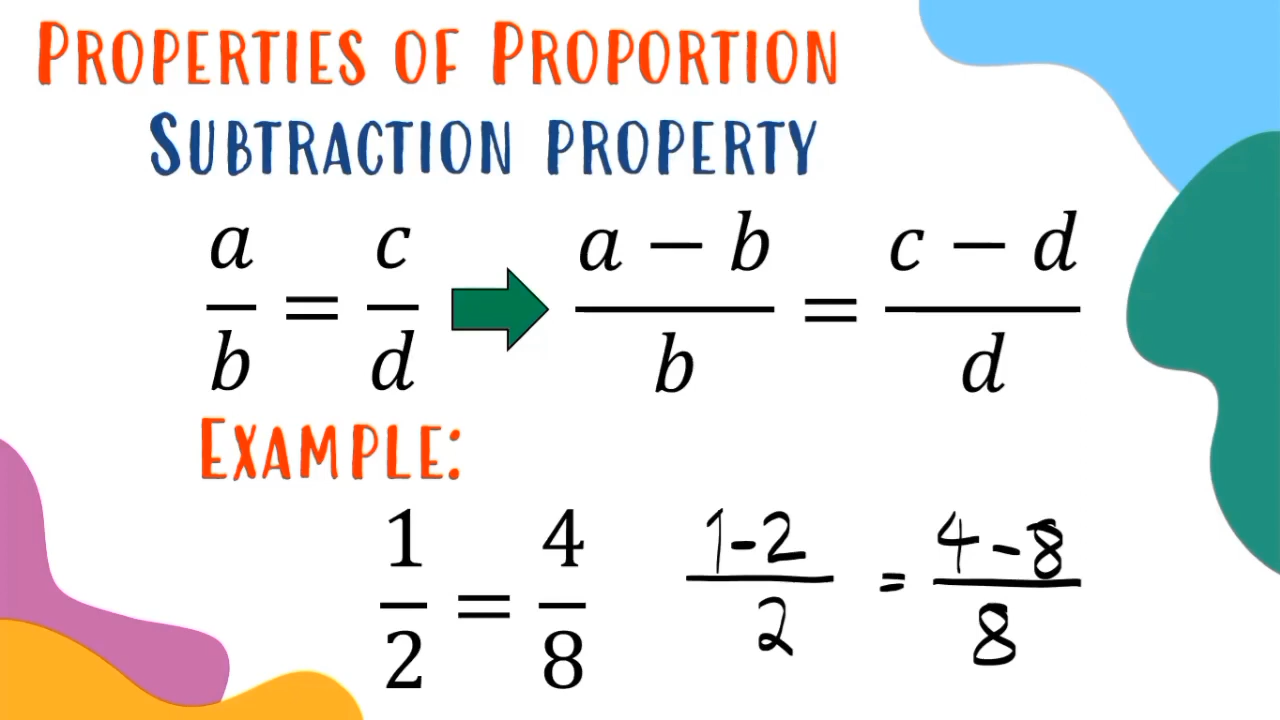 PROPERTIES OF PROPORTION
SUBTRACTION PROPERTY
a/b = c/d a − b/b = c − d/d
EXAMPLE:
1/2 = 4/8 1-2/2 = 4-8/8